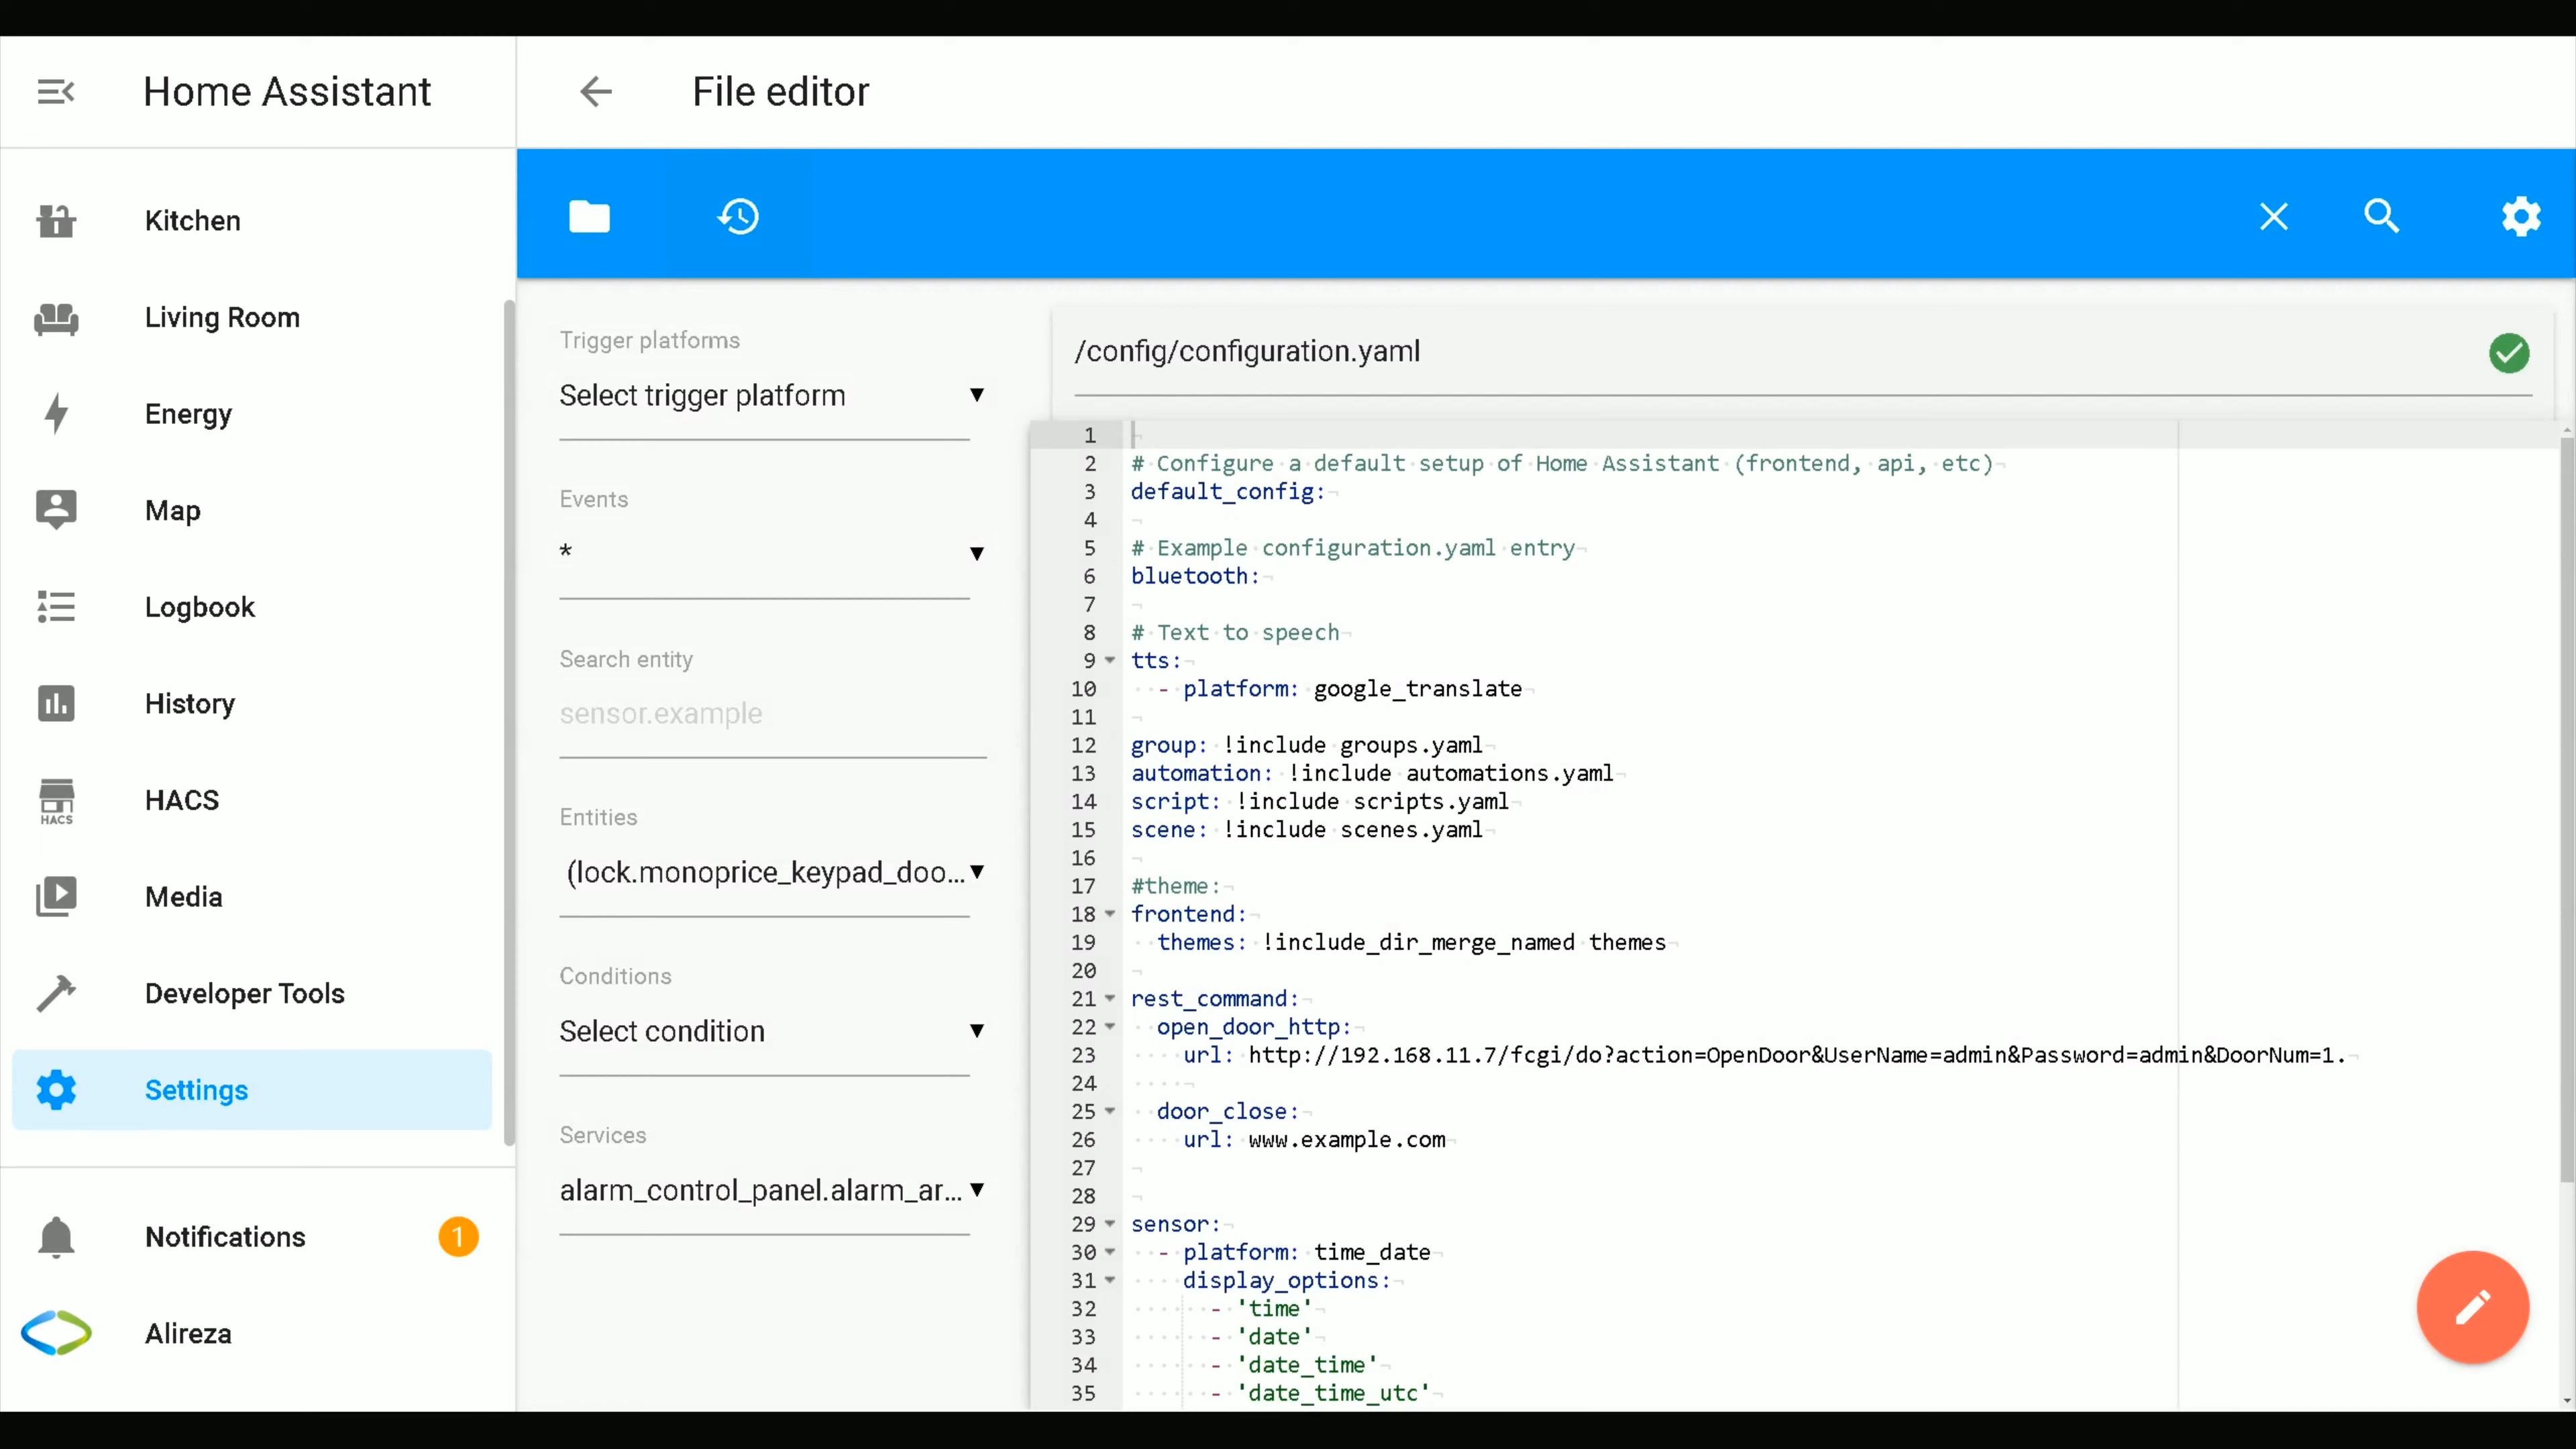 Home Assistant
File editor
Kitchen
Living Room
Energy
Map
Logbook
History
HACS
HACS
Media
Developer Tools
Settings
Notifications
1
Alireza
Trigger platforms
Select trigger platform
Events
*
Search entity
sensor.example
Entities
(lock.monoprice_keypad_doo...
Conditions
Select condition
Services
alarm_control_panel.alarm_ar...
/config/configuration.yaml
1
2 # Configure a default setup of Home Assistant (frontend, api, etc)
3 default_config:
4
5 # Example configuration.yaml entry
6 bluetooth:
7
8 # Text to speech
9 tts:
10   - platform: google_translate
11
12 group: !include groups.yaml
13 automation: !include automations.yaml
14 script: !include scripts.yaml
15 scene: !include scenes.yaml
16
17 #theme:
18 frontend:
19   themes: !include_dir_merge_named themes
20
21 rest_command:
22   open_door_http:
23     url: http://192.168.11.7/fcgi/do?action=OpenDoor&UserName=admin&Password=admin&DoorNum=1.
24
25   door_close:
26     url: www.example.com
27
28
29 sensor:
30   - platform: time_date
31     display_options:
32       - 'time'
33       - 'date'
34       - 'date_time'
35       - 'date_time_utc'